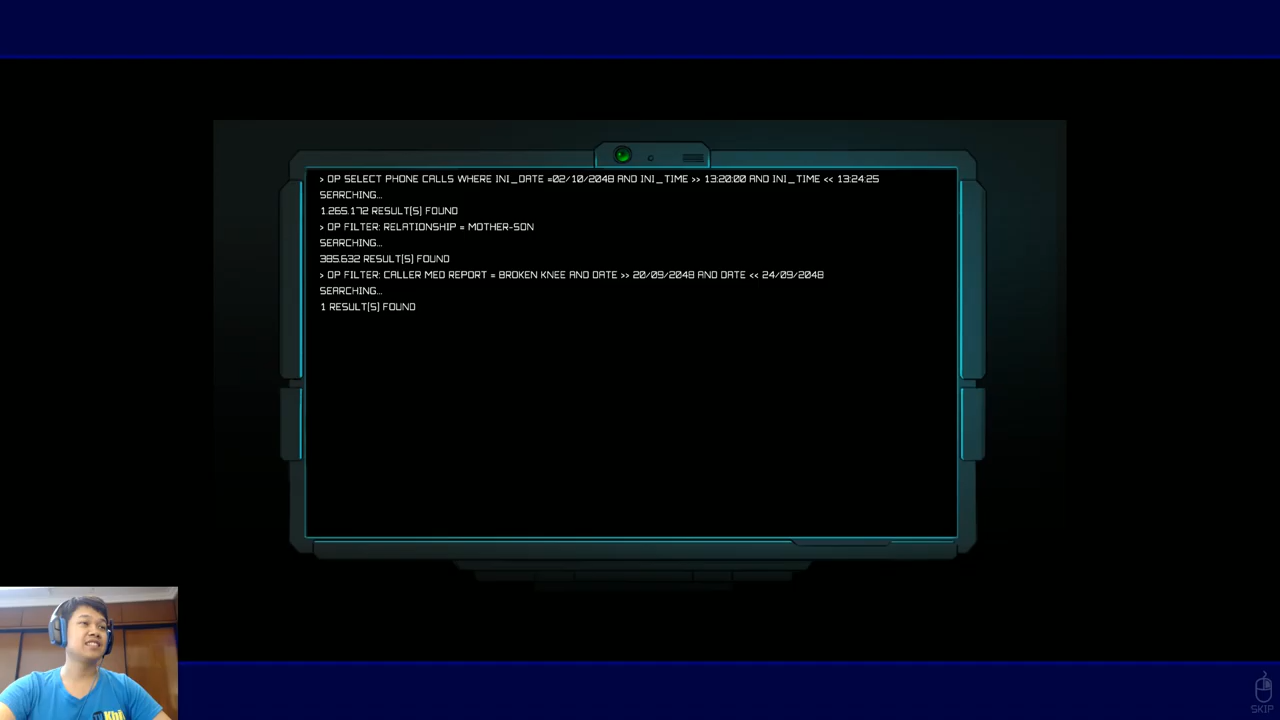 > OP SELECT PHONE CALLS WHERE INI_DATE =02/10/2048 AND INI_TIME >> 13:20:00 AND INI_TIME << 13:24:25
SEARCHING...
1.265.172 RESULT(S) FOUND
> OP FILTER: RELATIONSHIP = MOTHER-SON
SEARCHING...
385.632 RESULT(S) FOUND
> OP FILTER: CALLER MED REPORT = BROKEN KNEE AND DATE >> 20/09/2048 AND DATE << 24/09/2048
SEARCHING...
1 RESULT(S) FOUND
SKIP